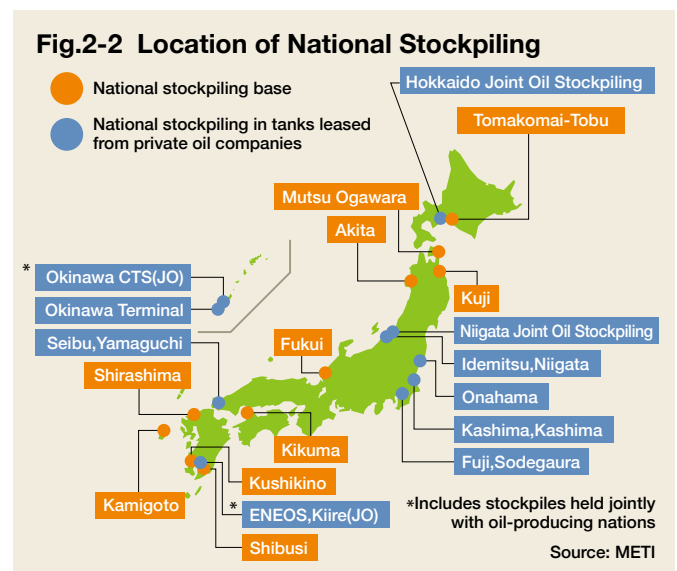 Fig.2-2 Location of National Stockpiling
National stockpiling base
National stockpiling in tanks leased
from private oil companies
Hokkaido Joint Oil Stockpiling
Tomakomai-Tobu
Mutsu Ogawara
Akita
*
Okinawa CTS(JO)
Okinawa Terminal
Kuji
Seibu,Yamaguchi
Fukui
Niigata Joint Oil Stockpiling
Idemitsu,Niigata
Shirashima
Onahama
Kashima,Kashima
Kikuma
Fuji,Sodegaura
Kushikino
Kamigoto
*
ENEOS,Kiire(JO)
Shibusi
*Includes stockpiles held jointly
with oil-producing nations
Source: METI